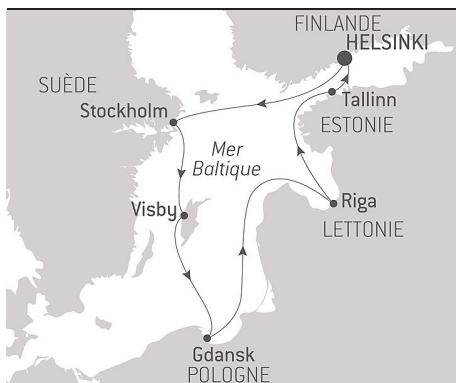 FINLANDE
HELSINKI
SUÈDE
Stockholm
Tallinn
ESTONIE
Mer
Baltique
Visby
Riga
LETTONIE
Gdansk
POLOGNE